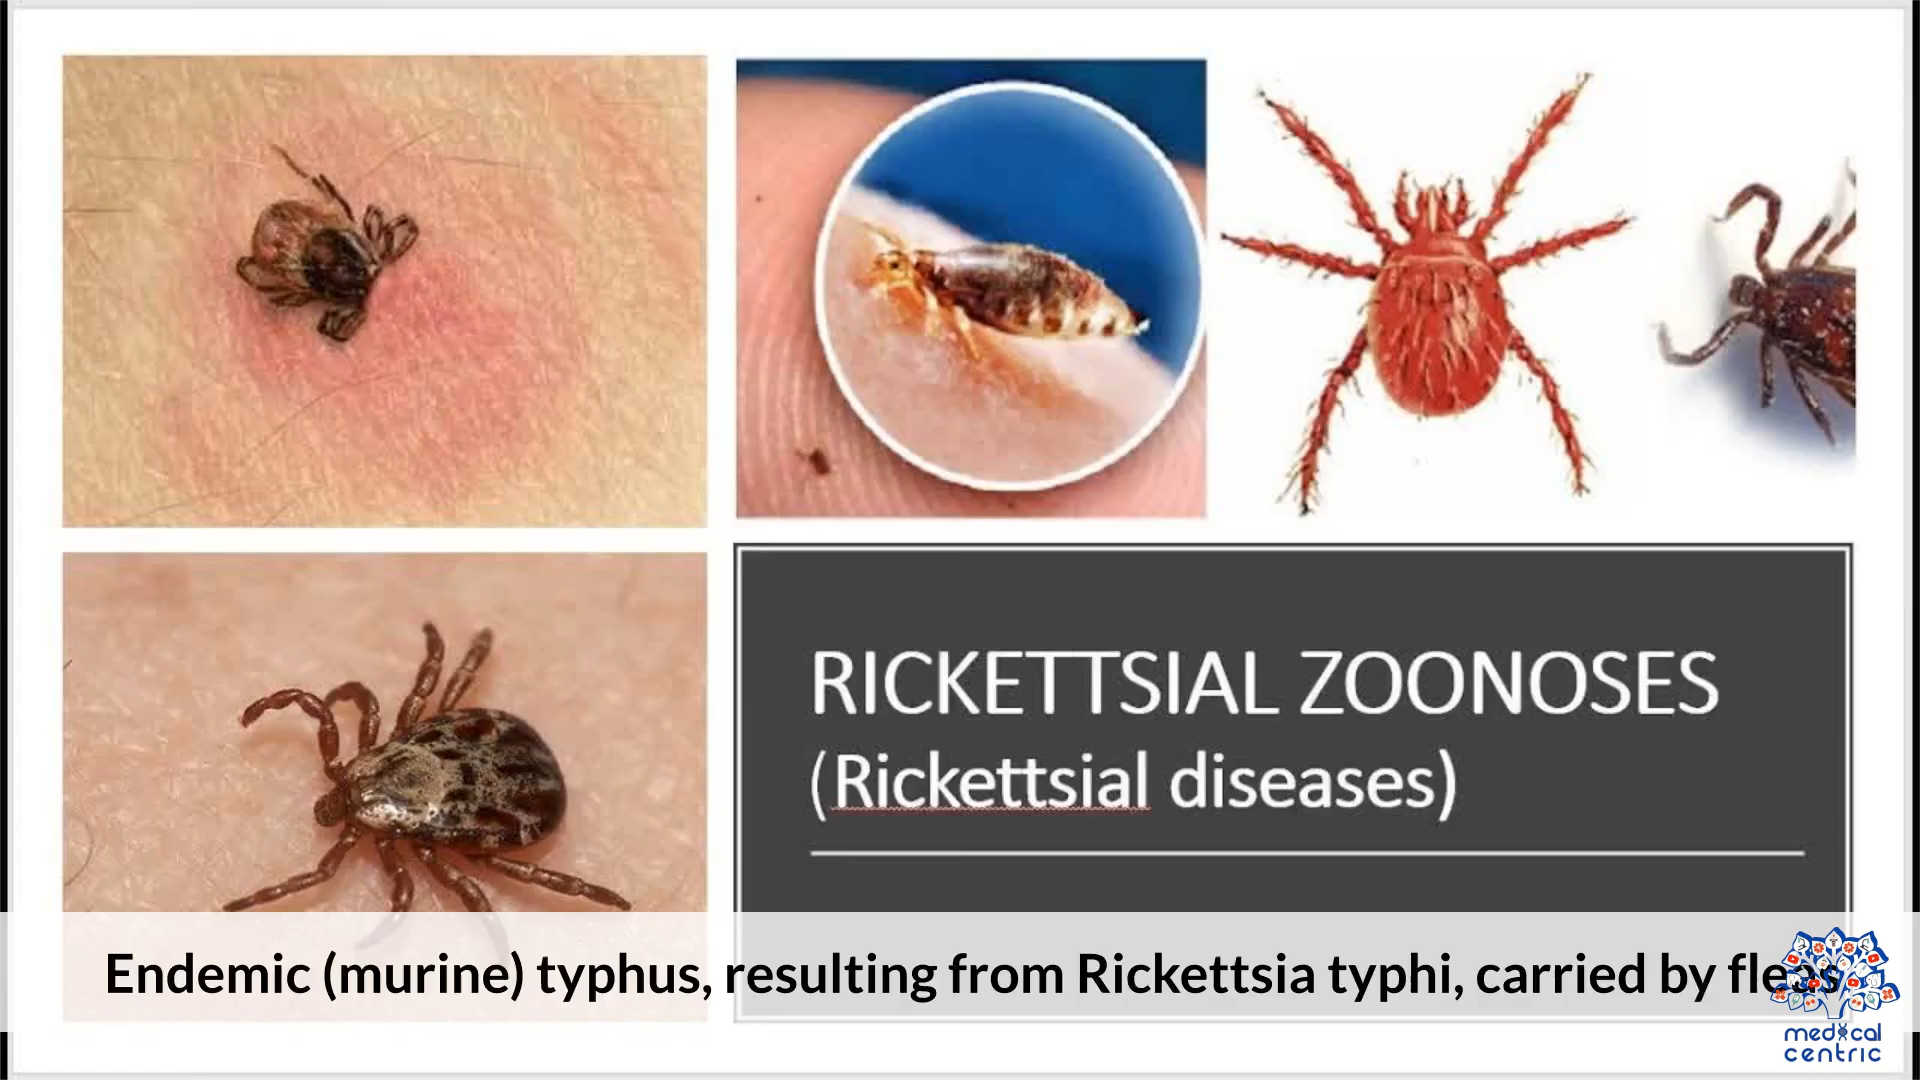 RICKETTSIAL ZOONOSES
(Rickettsial diseases)
Endemic (murine) typhus, resulting from Rickettsia typhi, carried by fleas
medical
centric